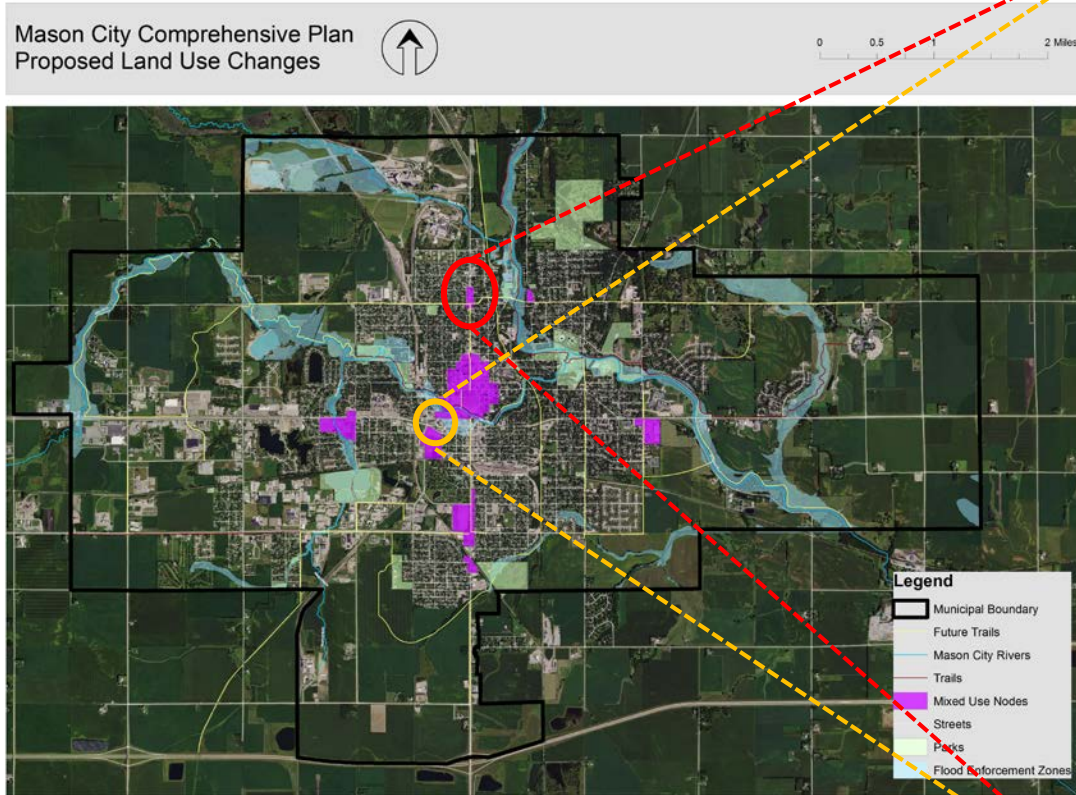 Mason City Comprehensive Plan
Proposed Land Use Changes
0 0.5 1 2 Miles
Legend
Municipal Boundary
Future Trails
Mason City Rivers
Trails
Mixed Use Nodes
Streets
Parks
Flood Enforcement Zones